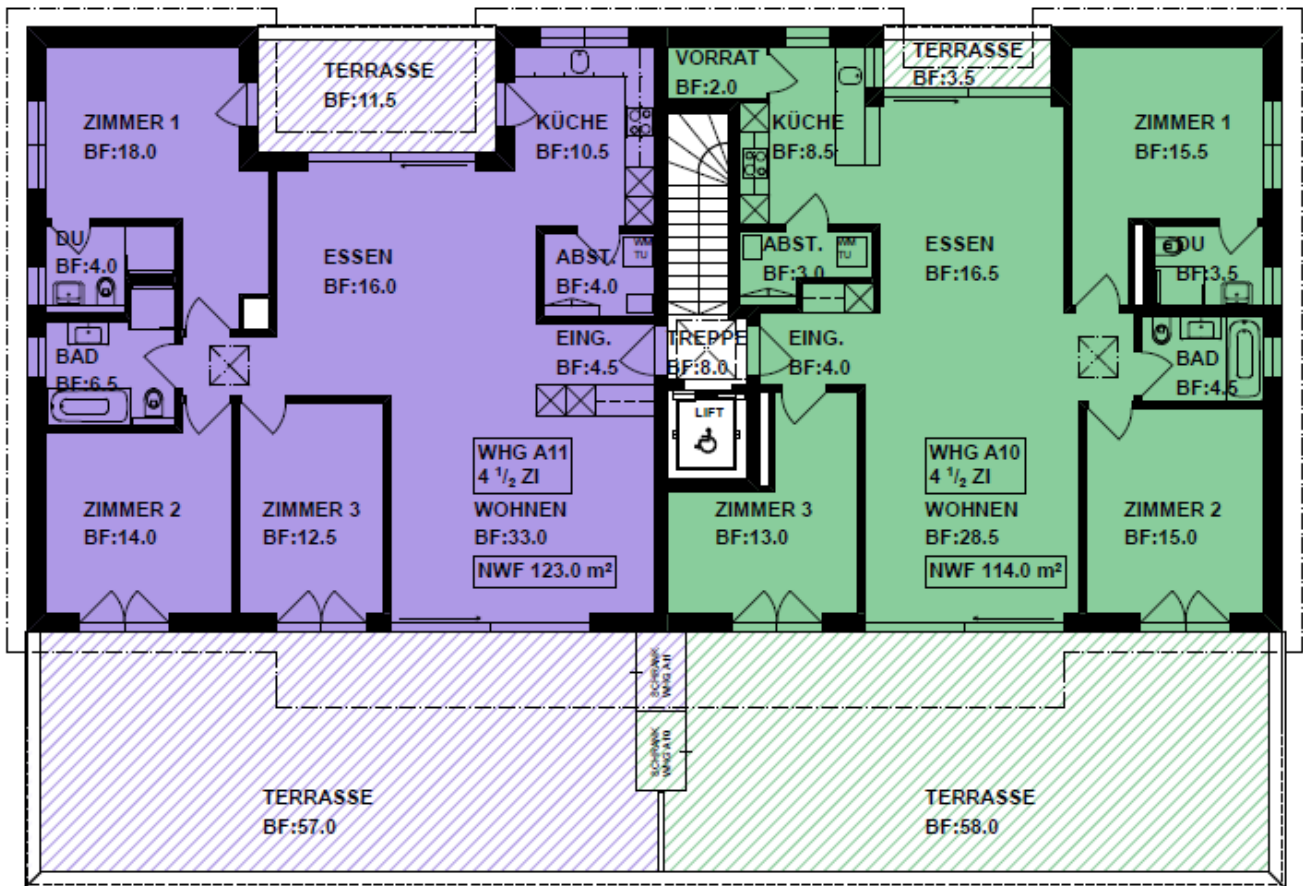 TERRASSE
BF:11.5
ZIMMER 1
BF:18.0
KÜCHE
BF:10.5
DU
BF:4.0
ESSEN
BF:16.0
ABST.
BF:4.0
WM
TU
BAD
BF:6.5
EING.
BF:4.5
WHG A11
4 1/2 ZI
WOHNEN
BF:33.0
NWF 123.0 m²
ZIMMER 2
BF:14.0
ZIMMER 3
BF:12.5
TREPPE
BF:8.0
LIFT
VORRAT
BF:2.0
TERRASSE
BF:3.5
KÜCHE
BF:8.5
ZIMMER 1
BF:15.5
ABST.
BF:3.0
WM
TU
ESSEN
BF:16.5
DU
BF:3.5
EING.
BF:4.0
BAD
BF:4.5
WHG A10
4 1/2 ZI
WOHNEN
BF:28.5
NWF 114.0 m²
ZIMMER 3
BF:13.0
ZIMMER 2
BF:15.0
SCHRANK
WHG A11
SCHRANK
WHG A10
TERRASSE
BF:57.0
TERRASSE
BF:58.0